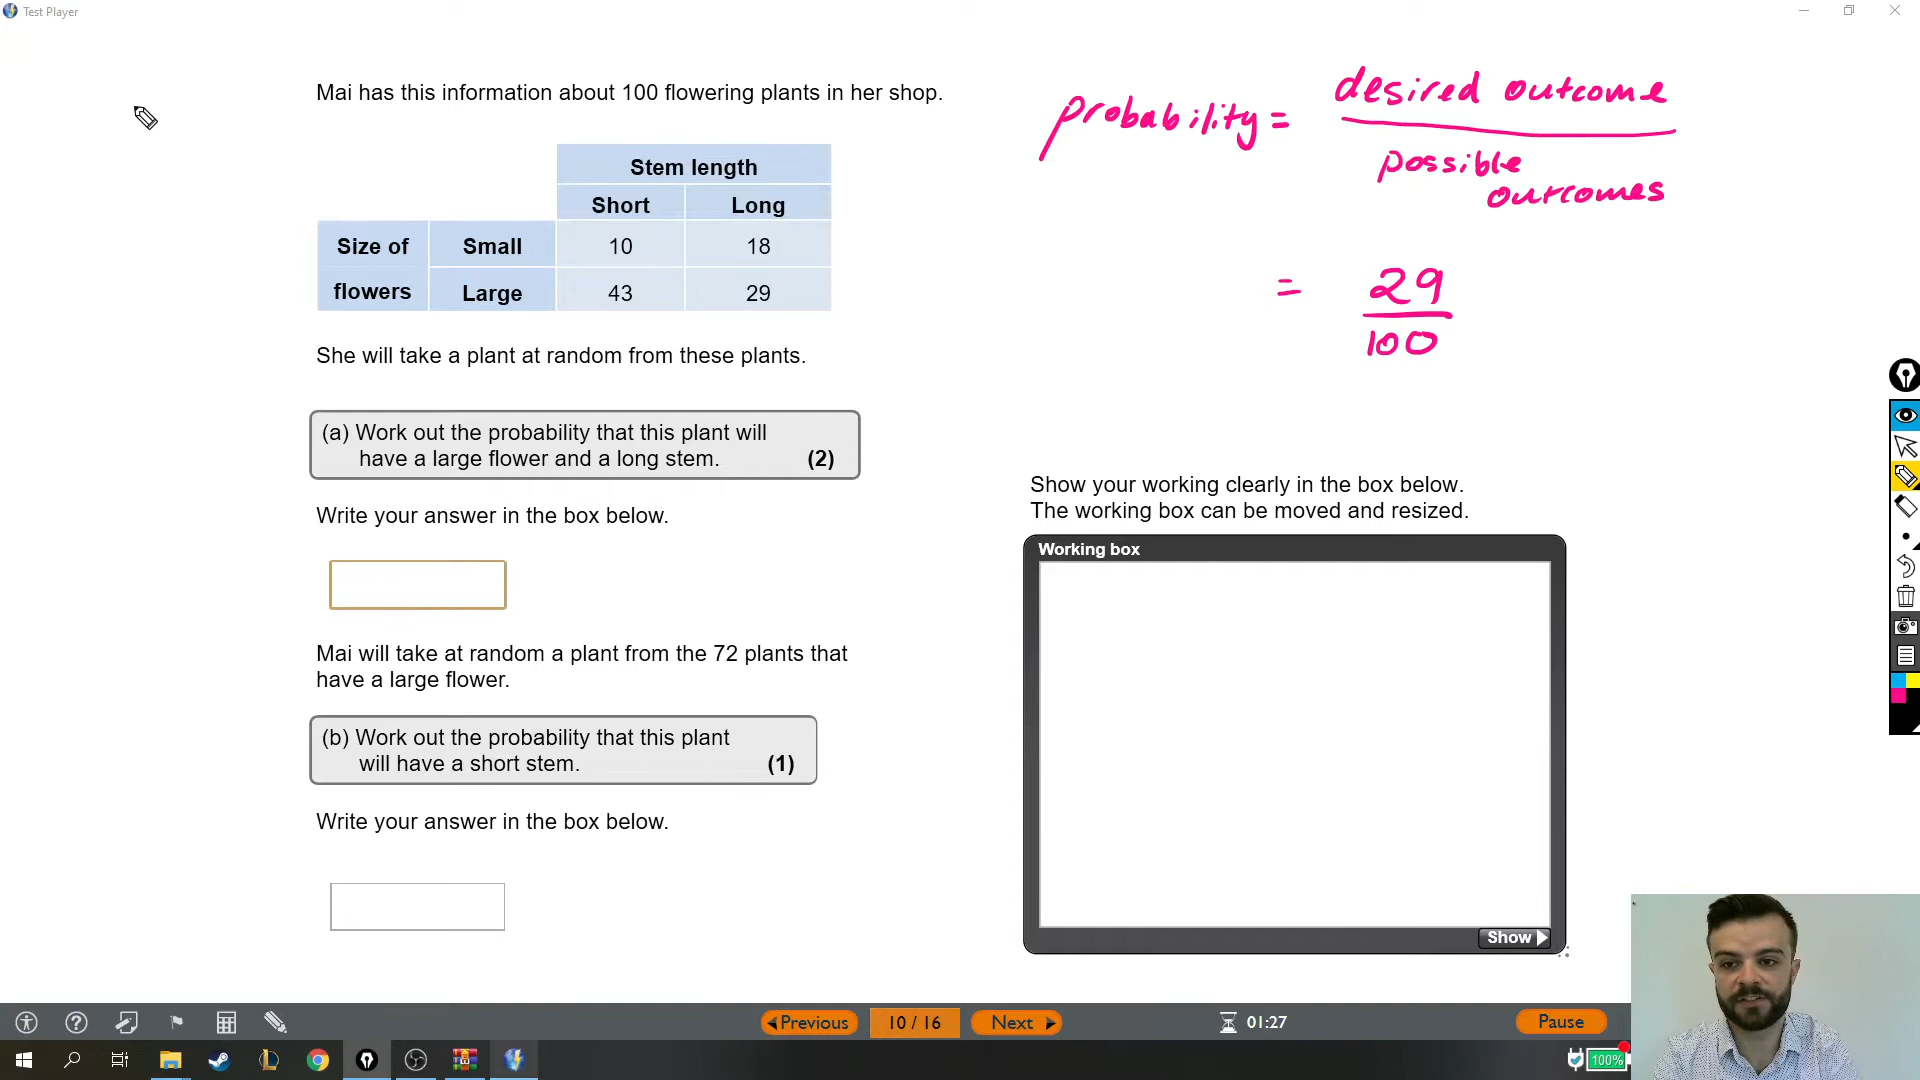 Test Player
Mai has this information about 100 flowering plants in her shop.
Stem length
Short Long
Size of flowers
Small 10 18
Large 43 29
She will take a plant at random from these plants.
(a) Work out the probability that this plant will
have a large flower and a long stem. (2)
Write your answer in the box below.
Mai will take at random a plant from the 72 plants that
have a large flower.
(b) Work out the probability that this plant
will have a short stem. (1)
Write your answer in the box below.
probability = desired outcome
possible
outcomes
= 29
100
Show your working clearly in the box below.
The working box can be moved and resized.
Working box
Show
Previous 10 / 16 Next 01:27 Pause
100%